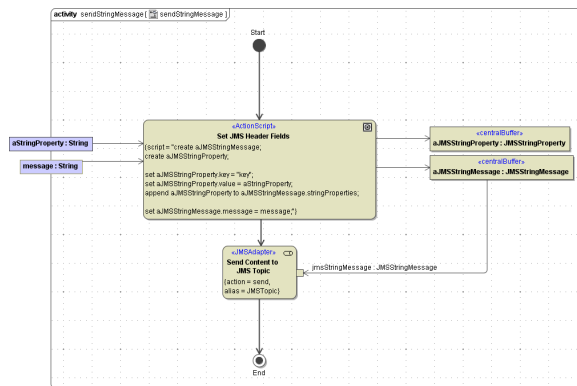 activity sendStringMessage [ sendStringMessage ]
Start
«ActionScript»
Set JMS Header Fields
{script = "create aJMSStringMessage;
create aJMSStringProperty;
set aJMSStringProperty.key = "key";
set aJMSStringProperty.value = aStringProperty;
append aJMSStringProperty to aJMSStringMessage.stringProperties;
set aJMSStringMessage.message = message;"}
aStringProperty : String
message : String
«centralBuffer»
aJMSStringProperty : JMSStringProperty
«centralBuffer»
aJMSStringMessage : JMSStringMessage
«JMSAdapter»
Send Content to
JMS Topic
{action = send,
alias = JMSTopic}
jmsStringMessage : JMSStringMessage
End